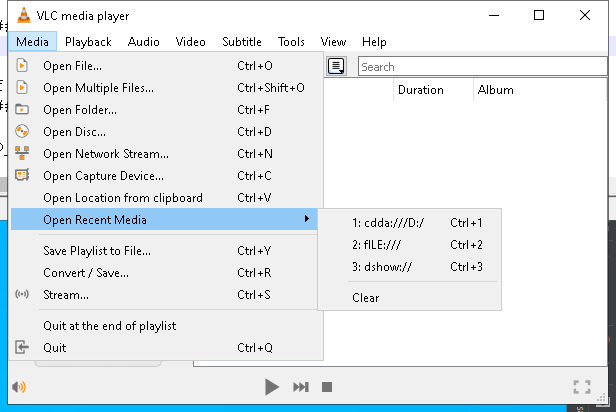 VLC media player
Media Playback Audio Video Subtitle Tools View Help
Open File... Ctrl+O
Open Multiple Files... Ctrl+Shift+O
Search
Open Folder... Ctrl+F
Duration Album
Open Disc... Ctrl+D
Open Network Stream... Ctrl+N
Open Capture Device... Ctrl+C
Open Location from clipboard Ctrl+V
Open Recent Media
1: cdda:///D:/ Ctrl+1
2: fILE:/// Ctrl+2
3: dshow:// Ctrl+3
Clear
Save Playlist to File... Ctrl+Y
Convert / Save... Ctrl+R
Stream... Ctrl+S
Quit at the end of playlist
Quit Ctrl+Q